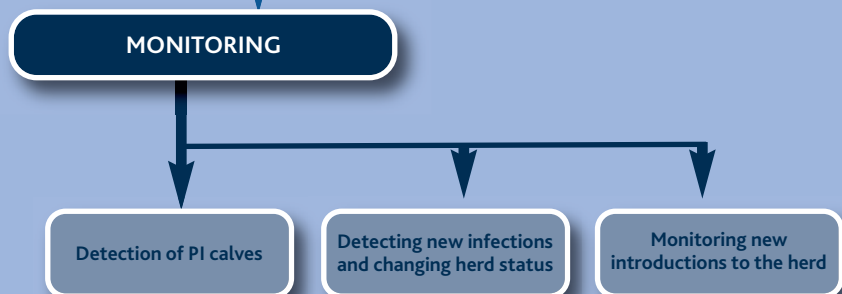 MONITORING
Detection of PI calves
Detecting new infections
and changing herd status
Monitoring new
introductions to the herd